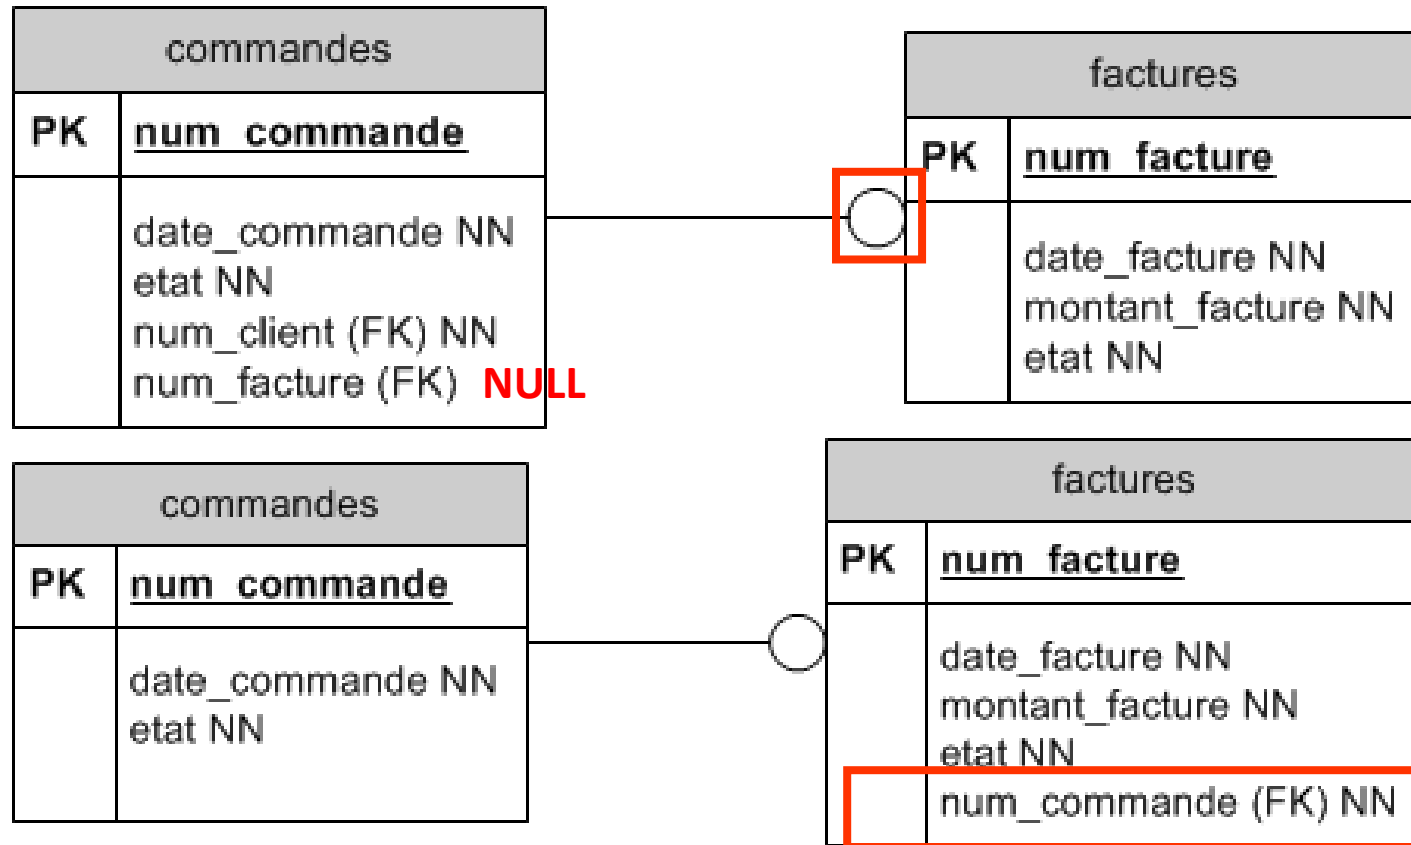 commandes
PK num_commande
date_commande NN
etat NN
num_client (FK) NN
num_facture (FK) NULL
factures
PK num_facture
date_facture NN
montant_facture NN
etat NN
commandes
PK num_commande
date_commande NN
etat NN
factures
PK num_facture
date_facture NN
montant_facture NN
etat NN
num_commande (FK) NN